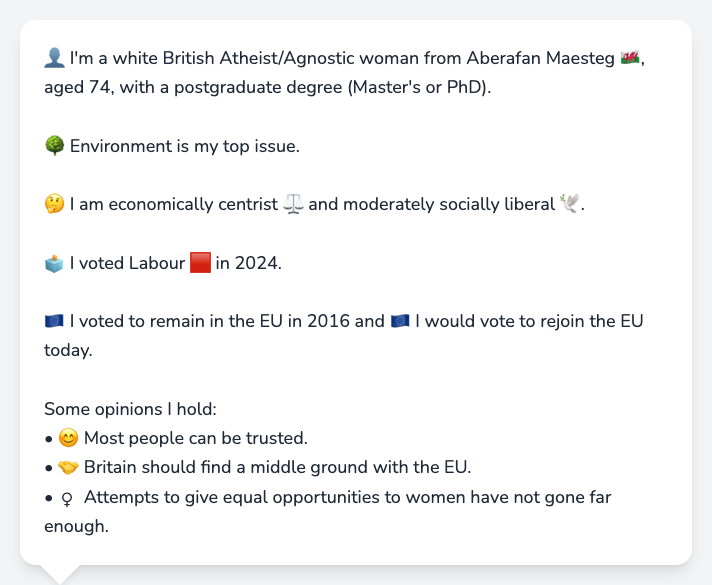 👤 I'm a white British Atheist/Agnostic woman from Aberafan Maesteg 🏴󠁧󠁢󠁷󠁬󠁳󠁿,
aged 74, with a postgraduate degree (Master's or PhD).
🌳 Environment is my top issue.
🤔 I am economically centrist ⚖️ and moderately socially liberal 🕊️.
🗳️ I voted Labour 🟥 in 2024.
🇪🇺 I voted to remain in the EU in 2016 and 🇪🇺 I would vote to rejoin the EU
today.
Some opinions I hold:
• 😊 Most people can be trusted.
• 🤝 Britain should find a middle ground with the EU.
• ♀ Attempts to give equal opportunities to women have not gone far
enough.